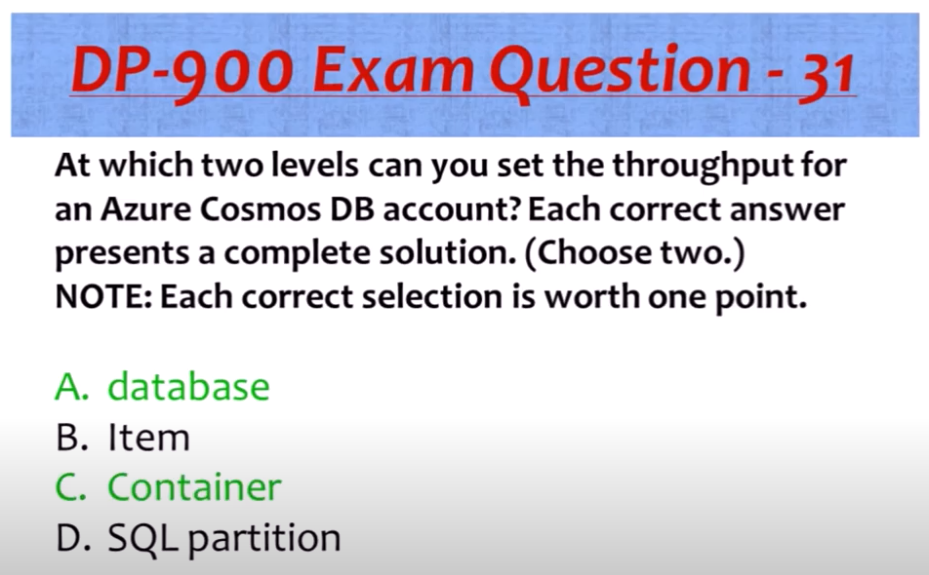 DP-900 Exam Question - 31
At which two levels can you set the throughput for
an Azure Cosmos DB account? Each correct answer
presents a complete solution. (Choose two.)
NOTE: Each correct selection is worth one point.
A. database
B. Item
C. Container
D. SQL partition